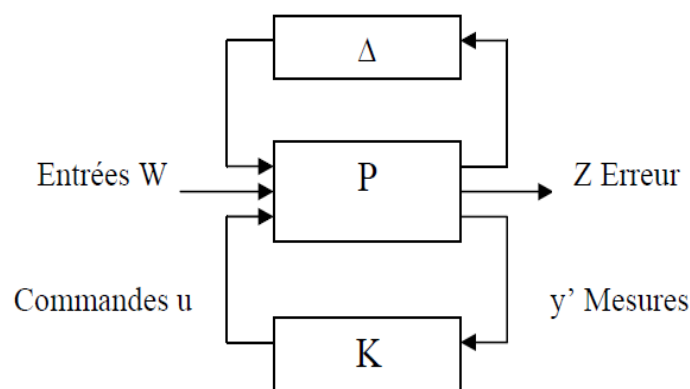 Δ
Entrées W
P
Z Erreur
Commandes u
y’ Mesures
K